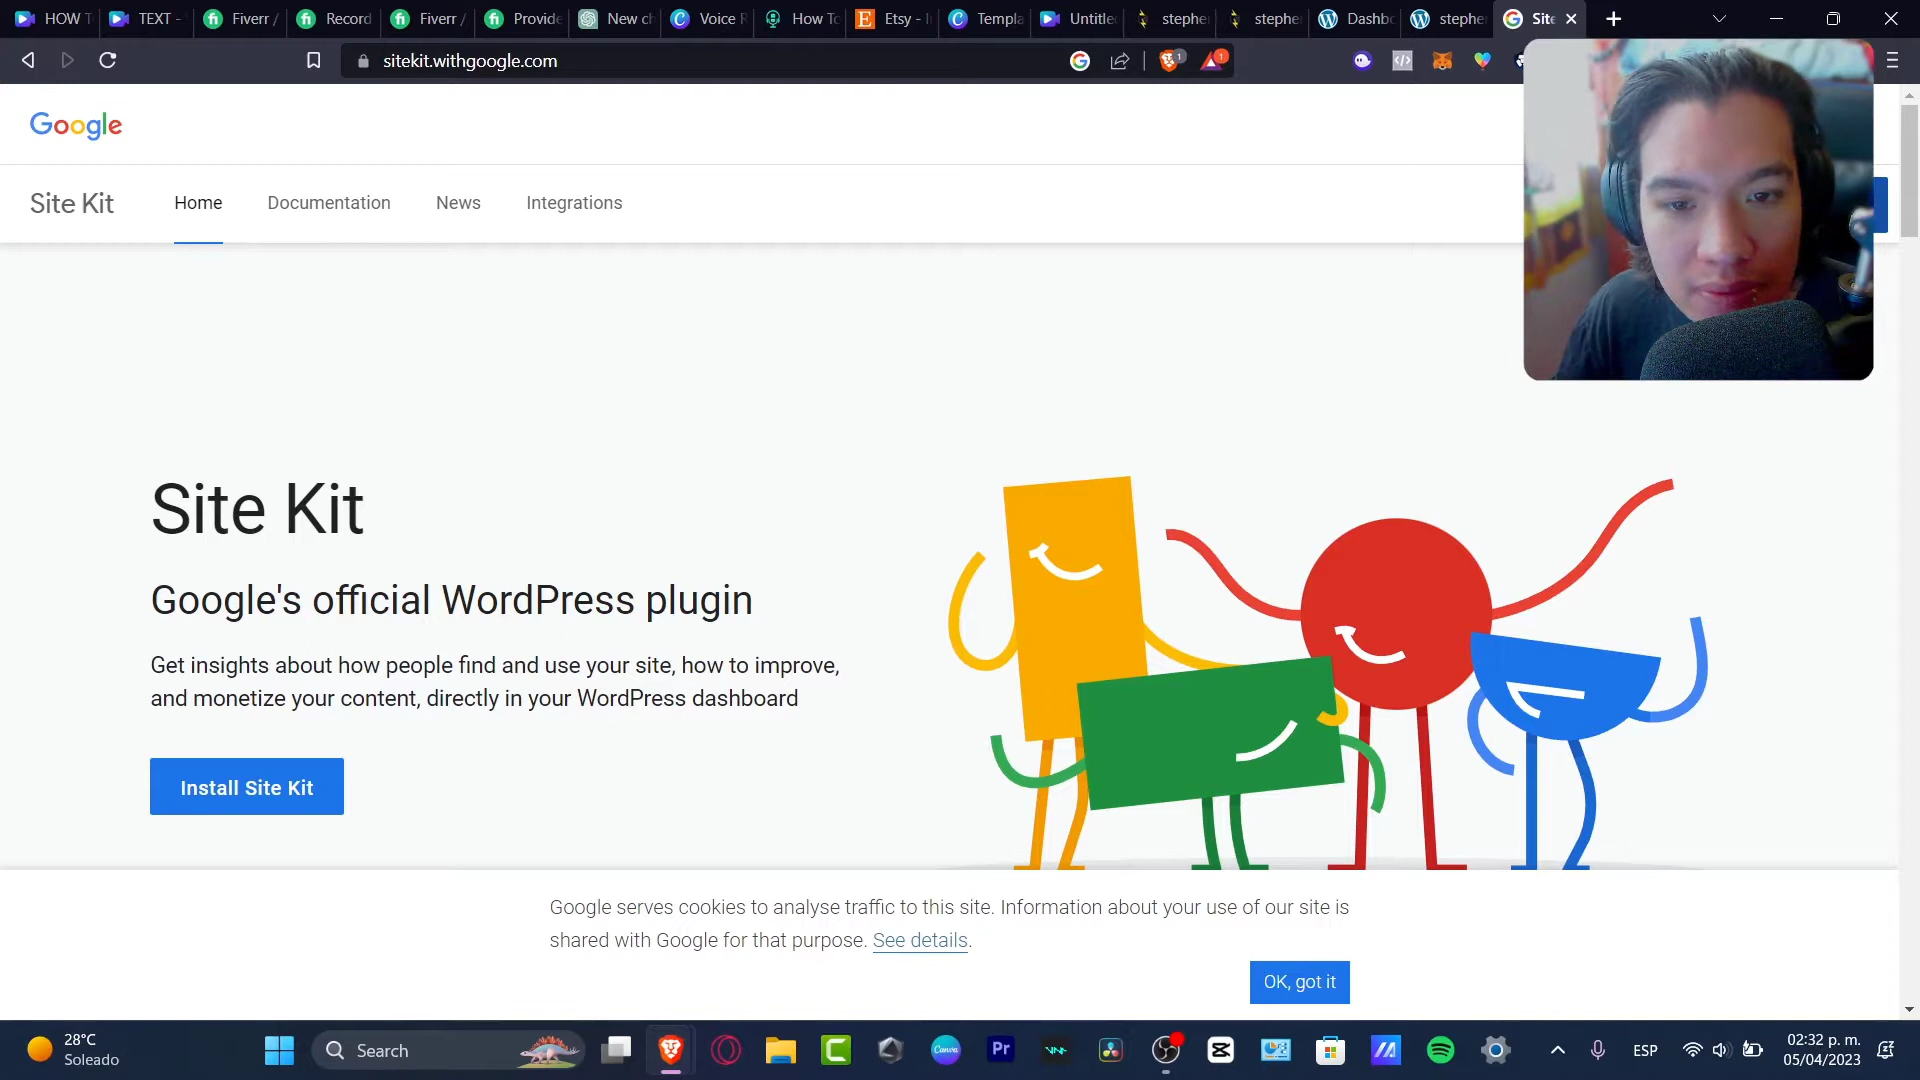 HOW T
TEXT -
Fiverr /
Record
Fiverr /
Provide
New ch
Voice R
How To
Etsy - I
Templa
Untitle
stephe
stephe
Dashbo
stephe
Site
sitekit.withgoogle.com
1
1
Google
Site Kit
Home
Documentation
News
Integrations
Site Kit
Google's official WordPress plugin
Get insights about how people find and use your site, how to improve,
and monetize your content, directly in your WordPress dashboard
Install Site Kit
Google serves cookies to analyse traffic to this site. Information about your use of our site is
shared with Google for that purpose. See details.
OK, got it
28°C
Soleado
Search
Canva
Pr
ESP
02:32 p. m.
05/04/2023